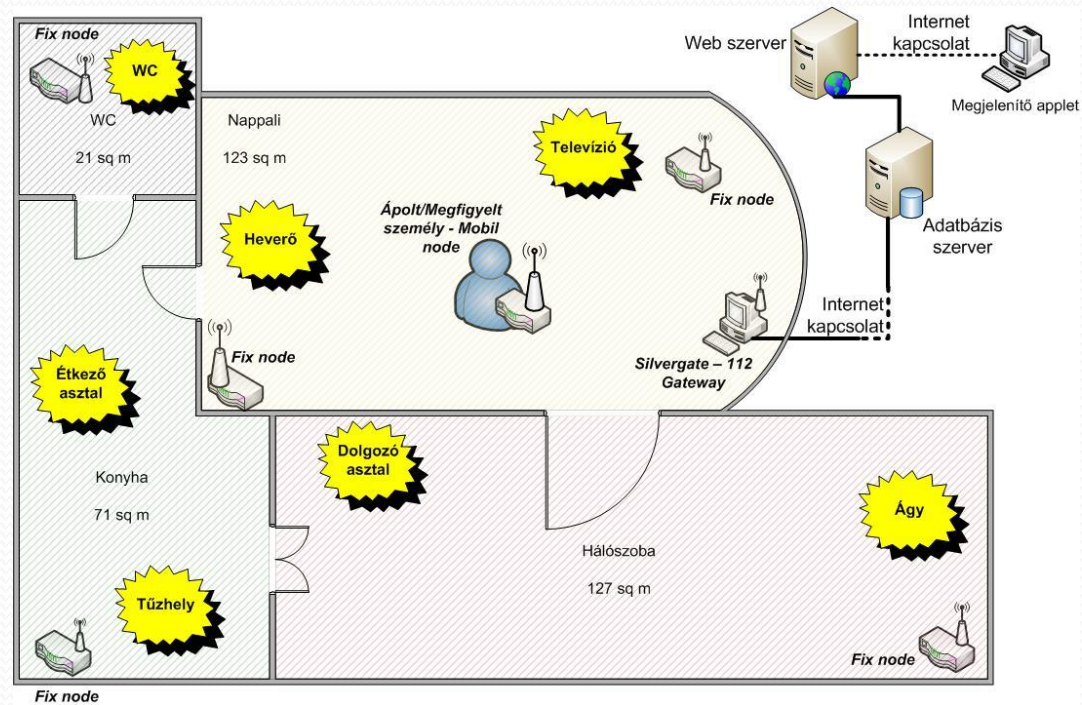 Fix node
WC
WC
21 sq m
Nappali
123 sq m
Televízió
Fix node
Heverő
Ápolt/Megfigyelt
személy - Mobil
node
Web szerver
Internet
kapcsolat
Megjelenítő applet
Adatbázis
szerver
Internet
kapcsolat
Silvergate – 112
Gateway
Fix node
Étkező
asztal
Konyha
71 sq m
Tűzhely
Fix node
Dolgozó
asztal
Hálószoba
127 sq m
Ágy
Fix node